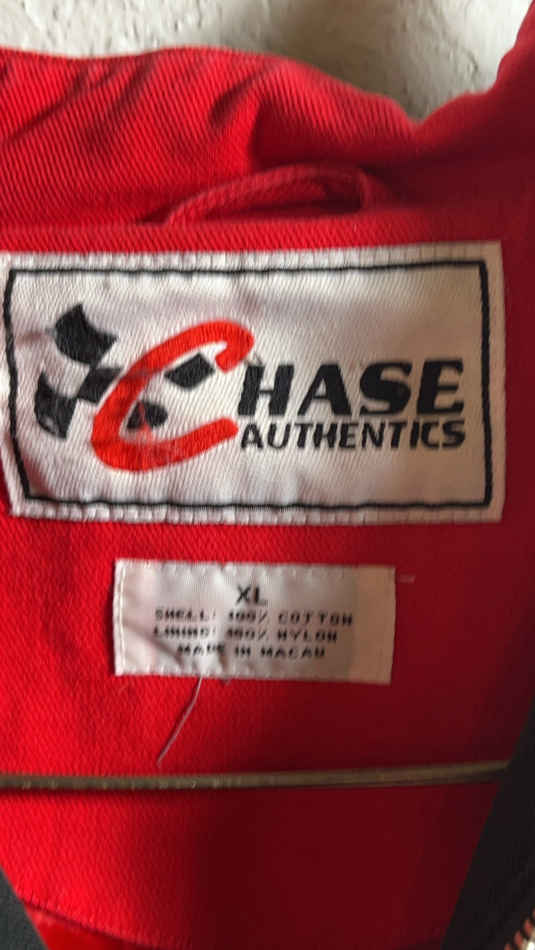 CHASE
AUTHENTICS
XL
SHELL: 100% COTTON
LINING: 100% NYLON
MADE IN MACAU